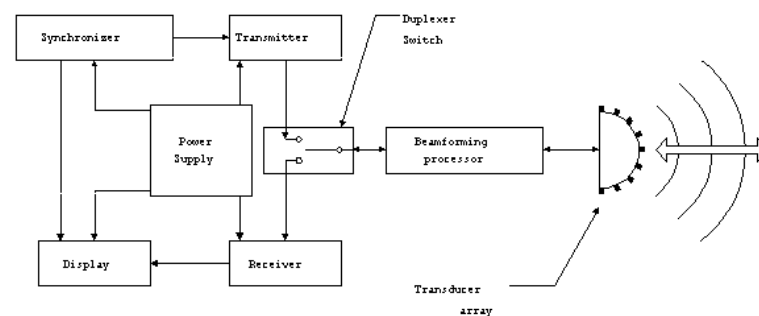 Synchronizer
Transmitter
Duplexer
Switch
Power
Supply
Beamforming
processor
Display
Receiver
Transducer
array